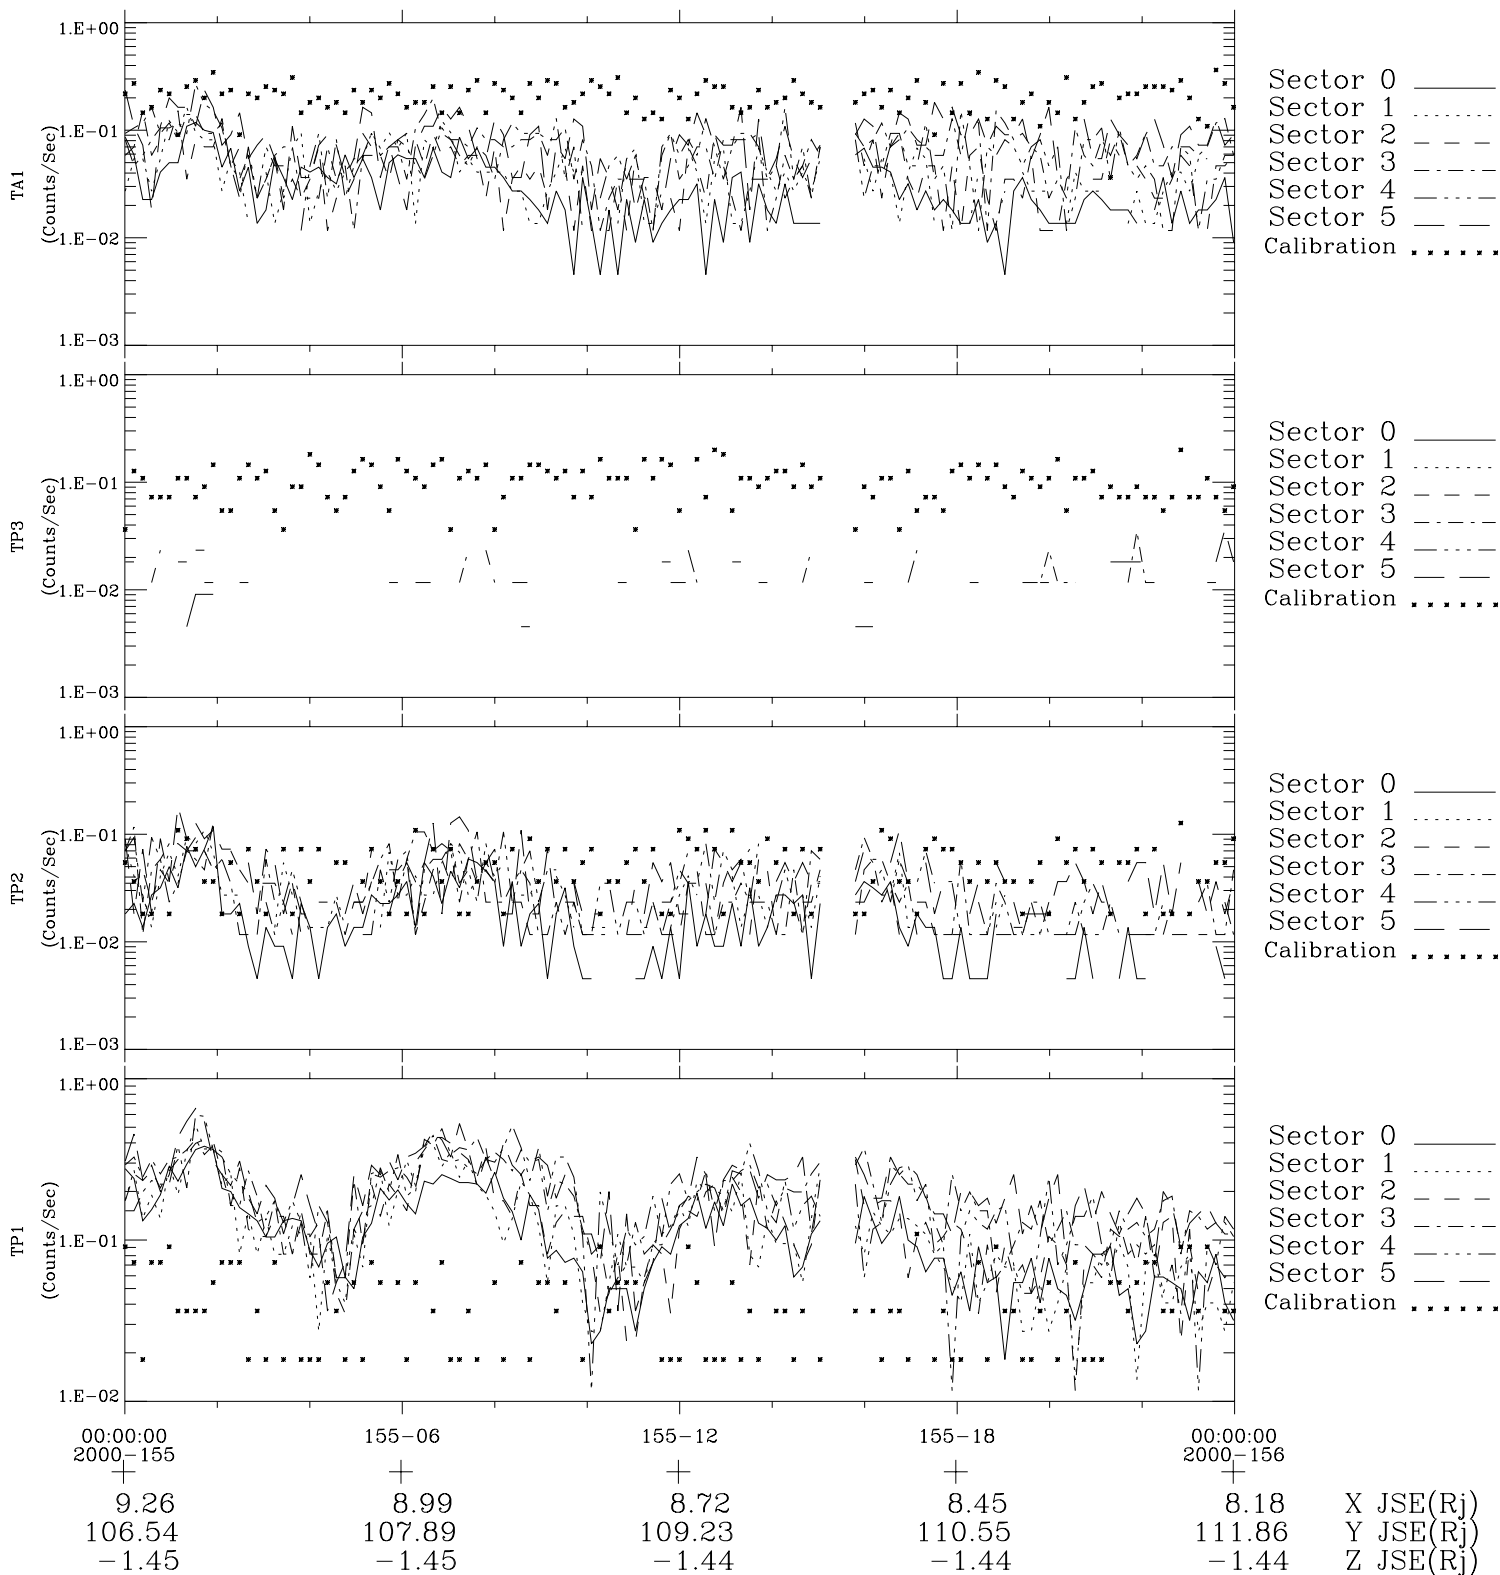 1.E+00
1.E-01
1.E-02
1.E-03
TA1
(Counts/Sec)
Sector 0
Sector 1
Sector 2
Sector 3
Sector 4
Sector 5
Calibration
1.E+00
1.E-01
1.E-02
1.E-03
TP3
(Counts/Sec)
Sector 0
Sector 1
Sector 2
Sector 3
Sector 4
Sector 5
Calibration
1.E+00
1.E-01
1.E-02
1.E-03
TP2
(Counts/Sec)
Sector 0
Sector 1
Sector 2
Sector 3
Sector 4
Sector 5
Calibration
1.E+00
1.E-01
1.E-02
TP1
(Counts/Sec)
Sector 0
Sector 1
Sector 2
Sector 3
Sector 4
Sector 5
Calibration
00:00:00 155-06 155-12 155-18 00:00:00
2000-155 2000-156
9.26 8.99 8.72 8.45 8.18 X JSE(Rj)
106.54 107.89 109.23 110.55 111.86 Y JSE(Rj)
-1.45 -1.45 -1.44 -1.44 -1.44 Z JSE(Rj)